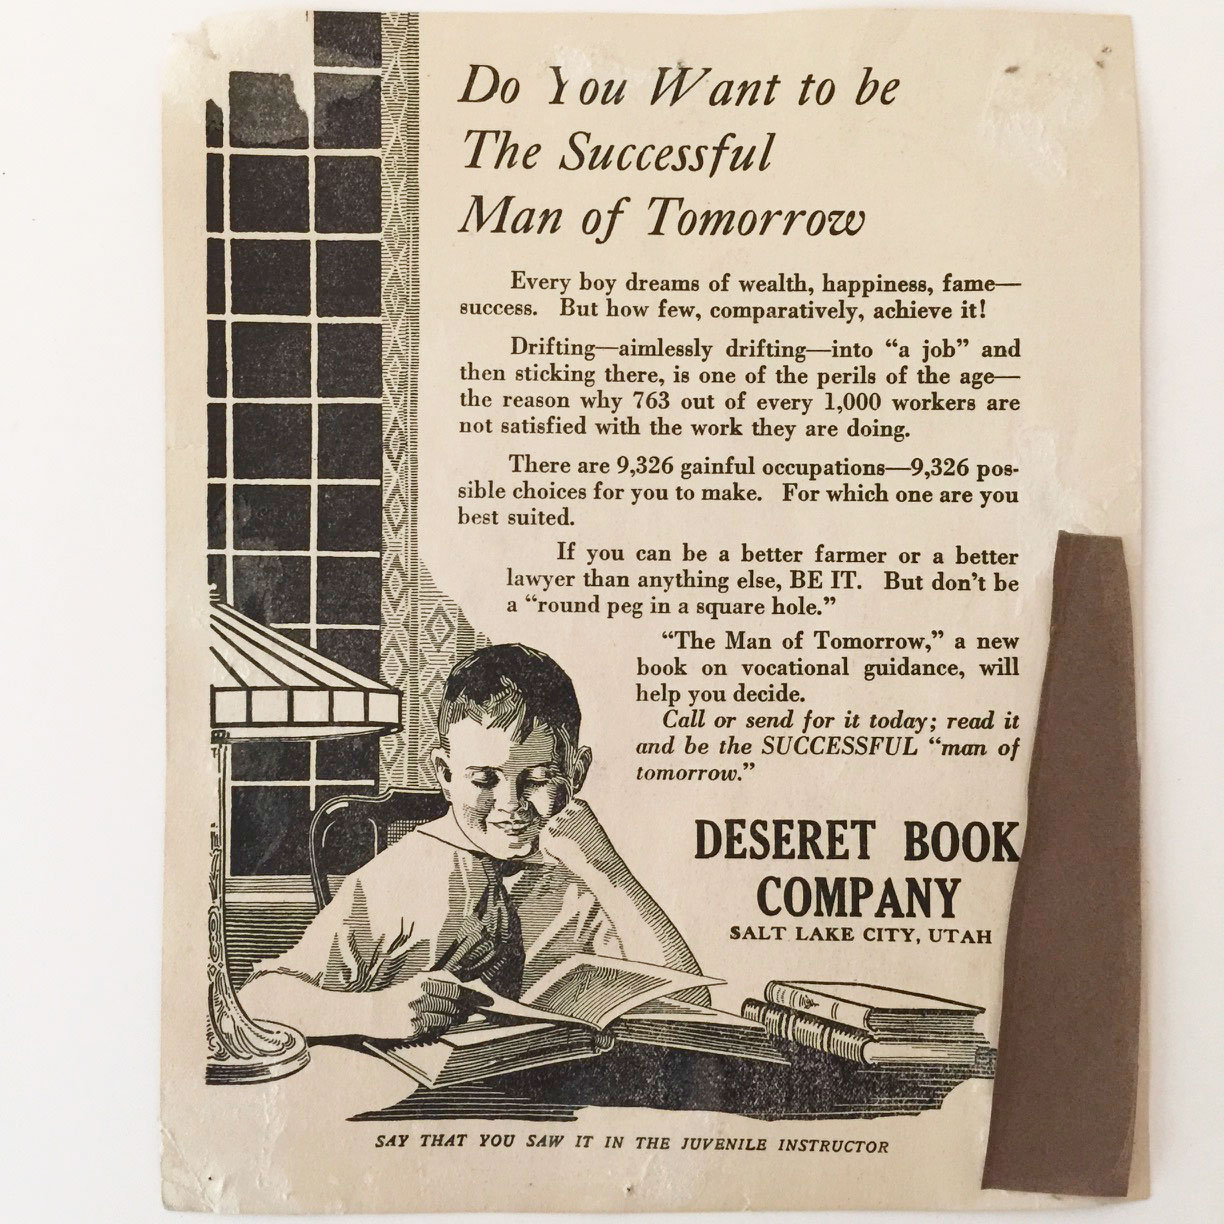 Do You Want to be
The Successful
Man of Tomorrow
Every boy dreams of wealth, happiness, fame—
success. But how few, comparatively, achieve it!
Drifting—aimlessly drifting—into “a job” and
then sticking there, is one of the perils of the age—
the reason why 763 out of every 1,000 workers are
not satisfied with the work they are doing.
There are 9,326 gainful occupations—9,326 pos-
sible choices for you to make. For which one are you
best suited.
If you can be a better farmer or a better
lawyer than anything else, BE IT. But don’t be
a “round peg in a square hole.”
“The Man of Tomorrow,” a new
book on vocational guidance, will
help you decide.
Call or send for it today; read it
and be the SUCCESSFUL “man of
tomorrow.”
DESERET BOOK
COMPANY
SALT LAKE CITY, UTAH
SAY THAT YOU SAW IT IN THE JUVENILE INSTRUCTOR